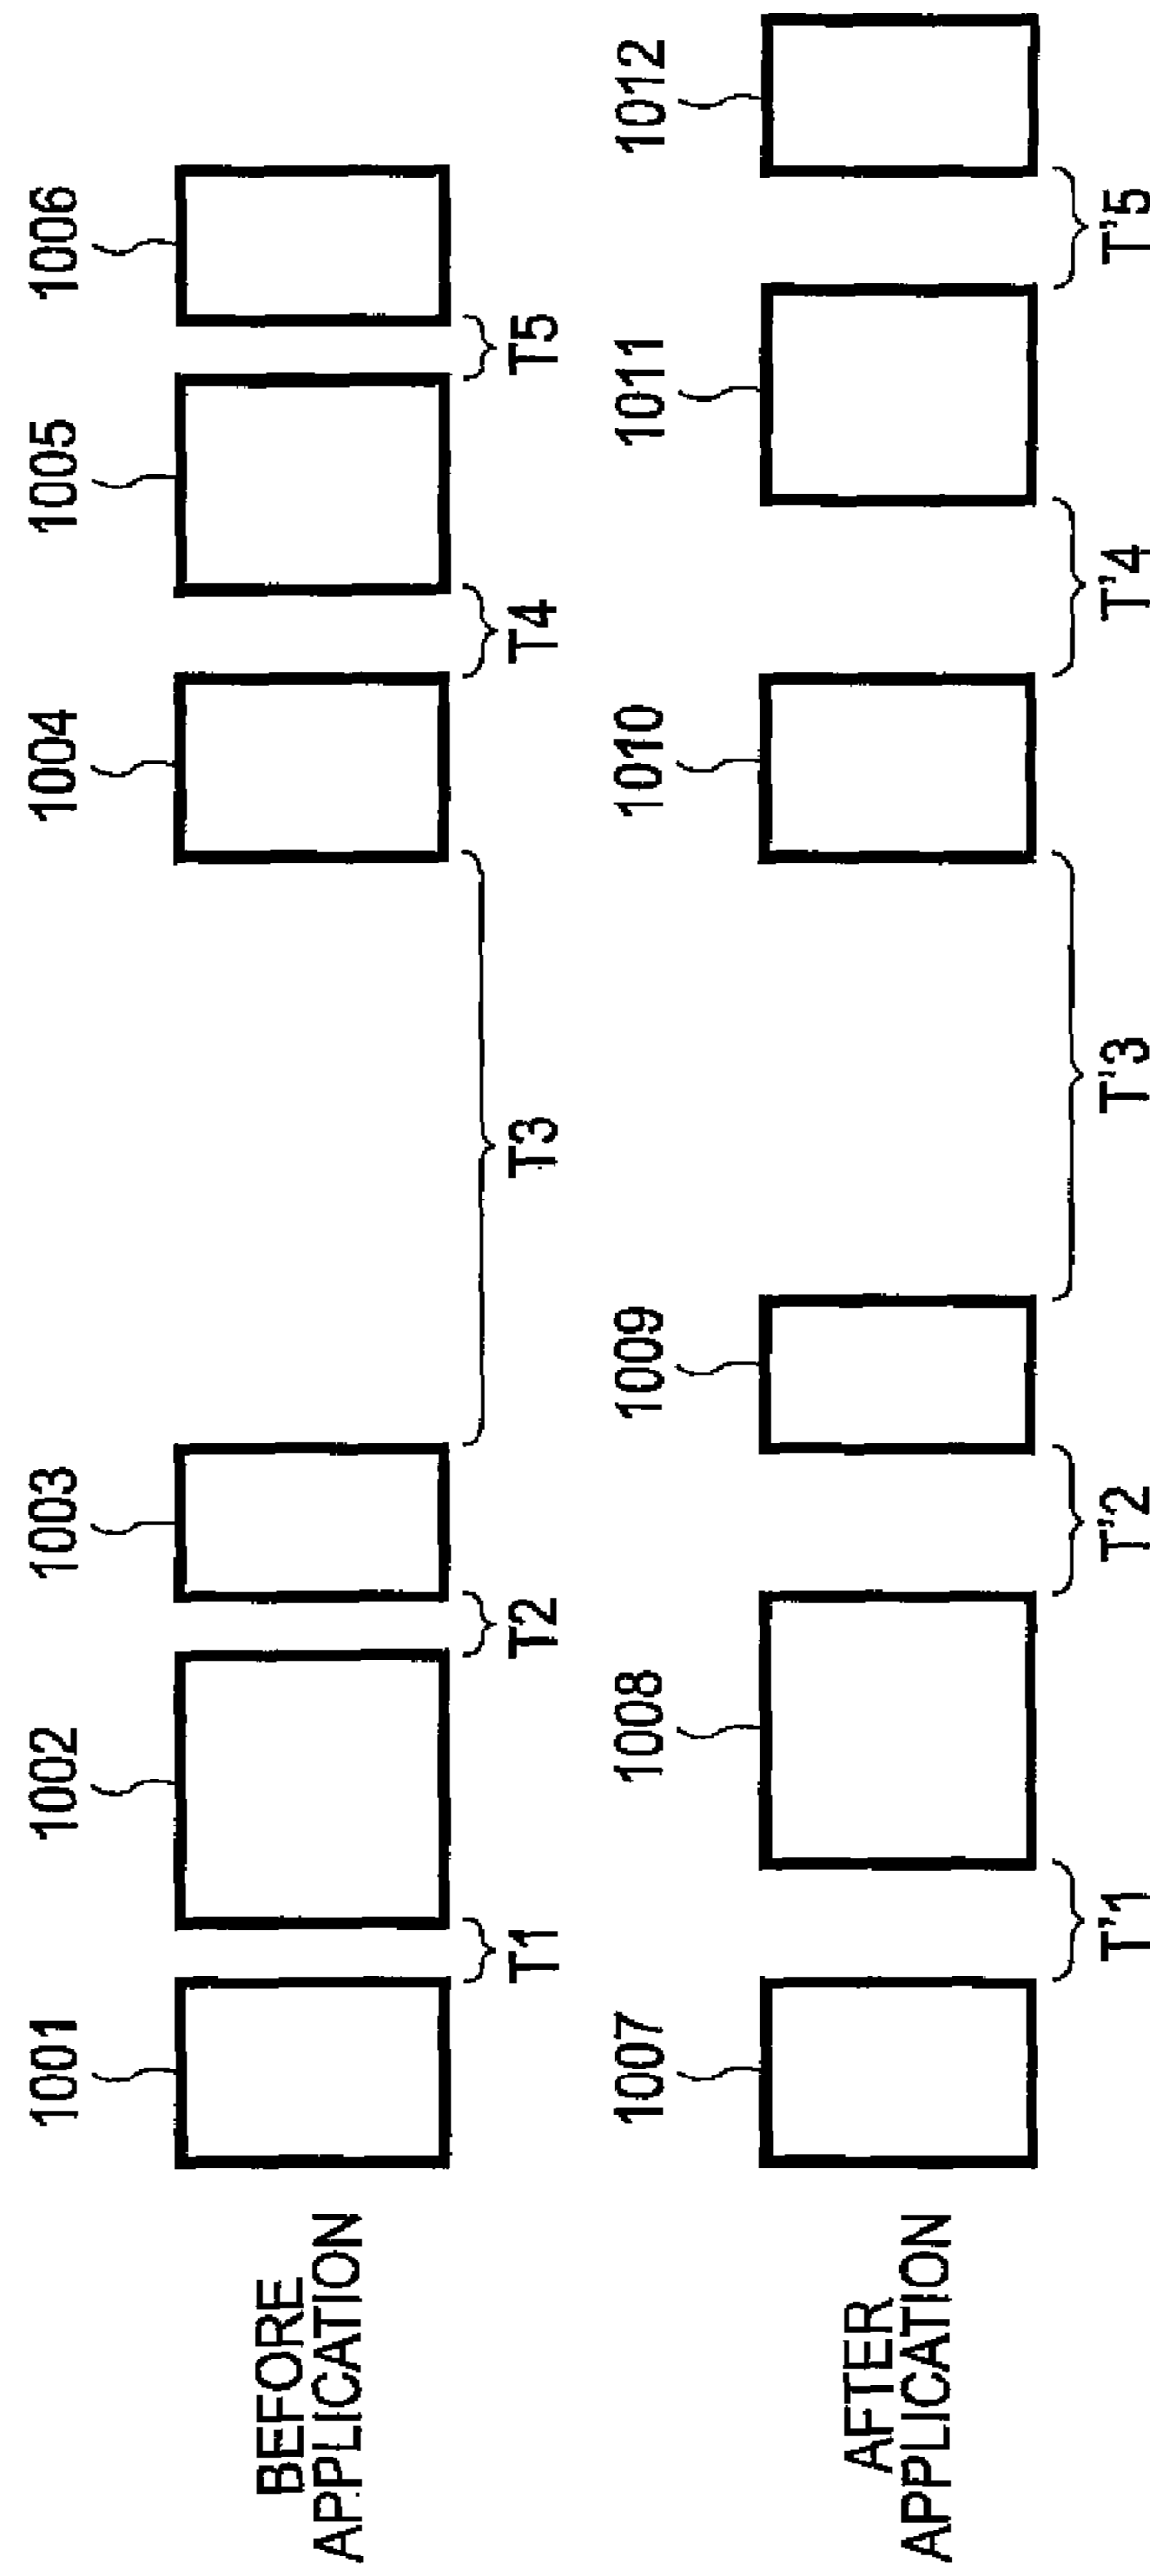 1001
1002
1003
1004
1005
1006
BEFORE
APPLICATION
T1
T2
T3
T4
T5
1007
1008
1009
1010
1011
1012
AFTER
APPLICATION
T'1
T'2
T'3
T'4
T'5